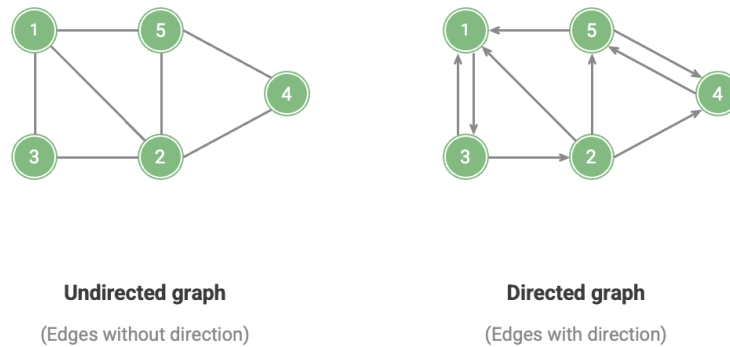 1 5
4
3 2
Undirected graph
(Edges without direction)
1 5
4
3 2
Directed graph
(Edges with direction)